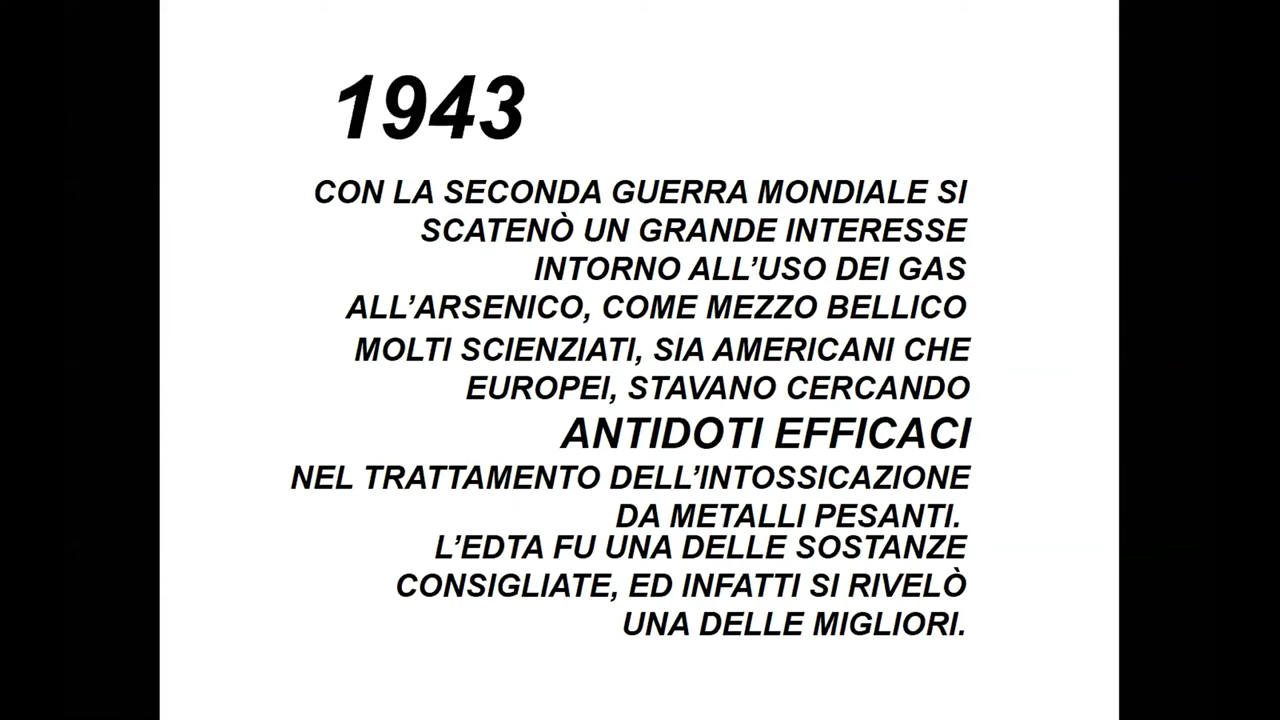 1943
CON LA SECONDA GUERRA MONDIALE SI
SCATENÒ UN GRANDE INTERESSE
INTORNO ALL’USO DEI GAS
ALL’ARSENICO, COME MEZZO BELLICO
MOLTI SCIENZIATI, SIA AMERICANI CHE
EUROPEI, STAVANO CERCANDO
ANTIDOTI EFFICACI
NEL TRATTAMENTO DELL’INTOSSICAZIONE
DA METALLI PESANTI.
L’EDTA FU UNA DELLE SOSTANZE
CONSIGLIATE, ED INFATTI SI RIVELÒ
UNA DELLE MIGLIORI.